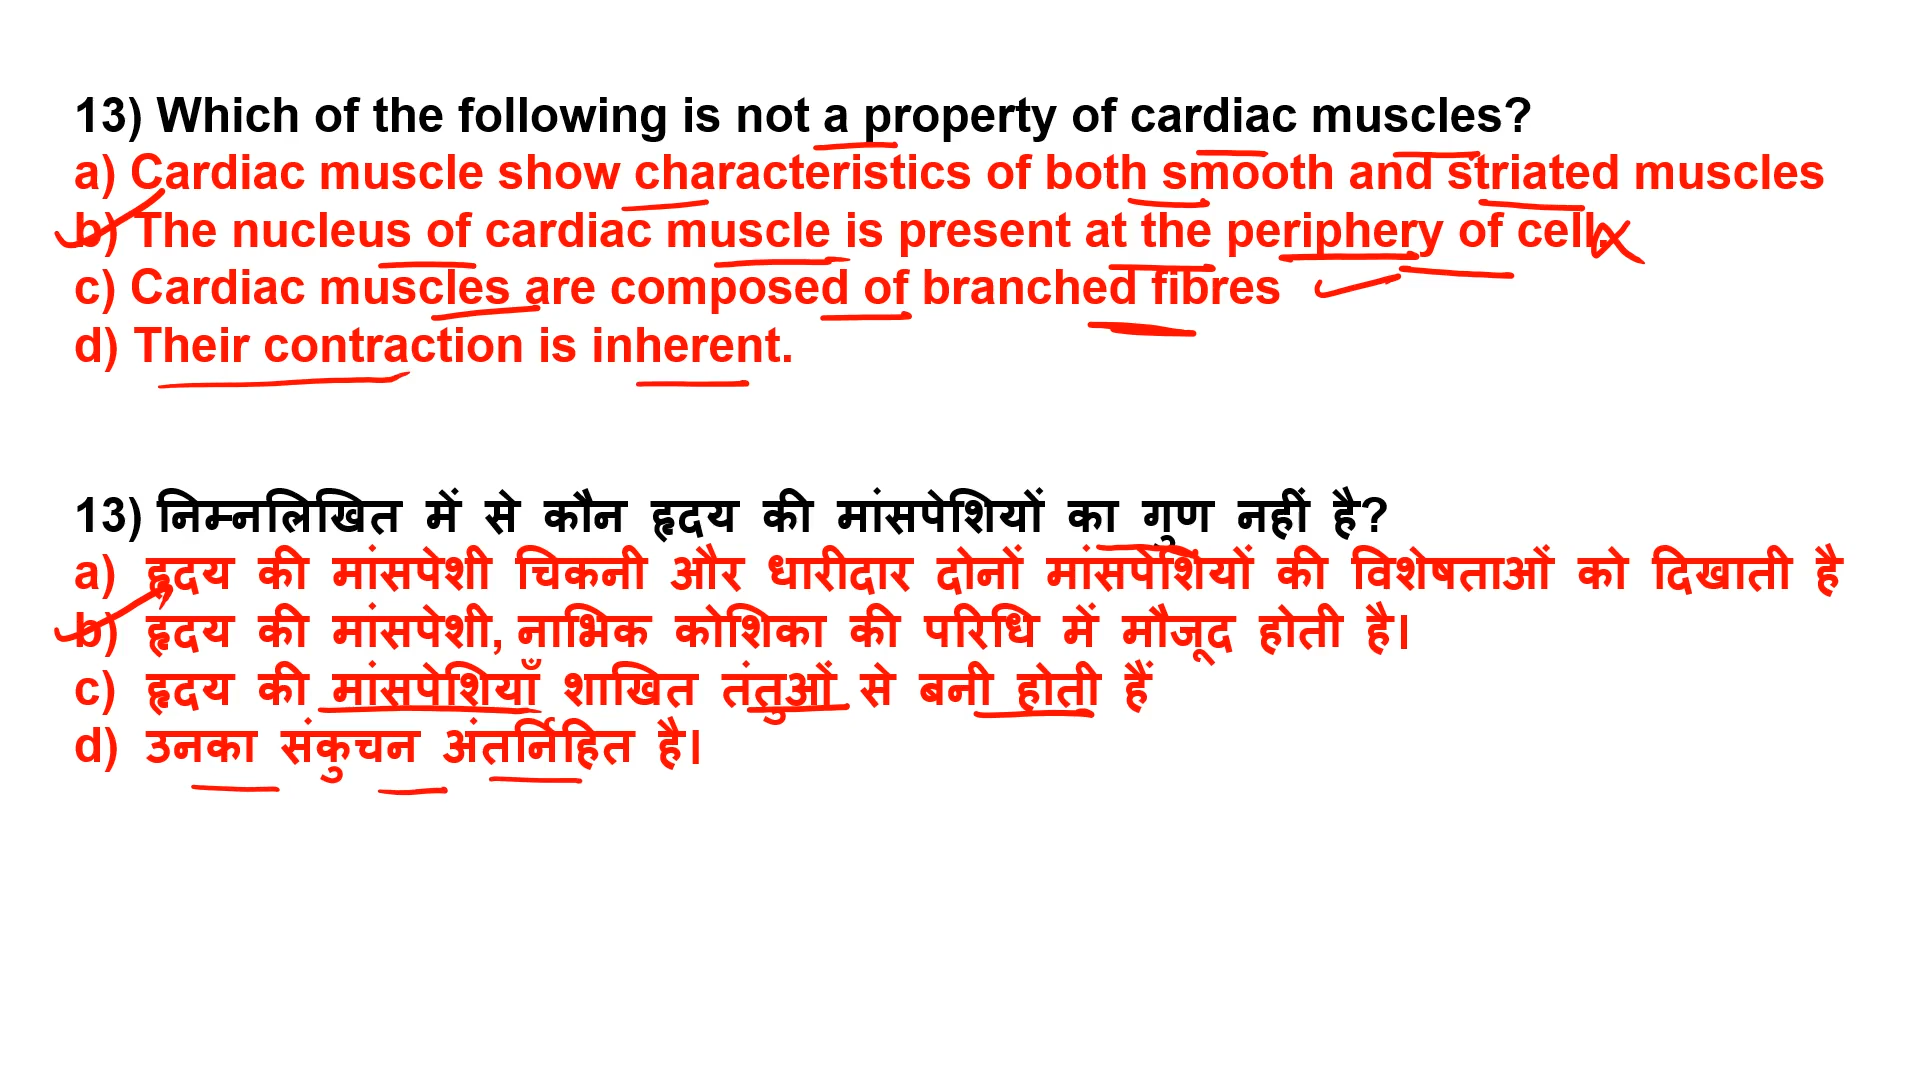 13) Which of the following is not a property of cardiac muscles?
a) Cardiac muscle show characteristics of both smooth and striated muscles
b) The nucleus of cardiac muscle is present at the periphery of cell.
c) Cardiac muscles are composed of branched fibres
d) Their contraction is inherent.
13) निम्नलिखित में से कौन हृदय की मांसपेशियों का गुण नहीं है?
a) हृदय की मांसपेशी चिकनी और धारीदार दोनों मांसपेशियों की विशेषताओं को दिखाती है
b) हृदय की मांसपेशी, नाभिक कोशिका की परिधि में मौजूद होती है।
c) हृदय की मांसपेशियाँ शाखित तंतुओं से बनी होती हैं
d) उनका संकुचन अंतर्निहित है।